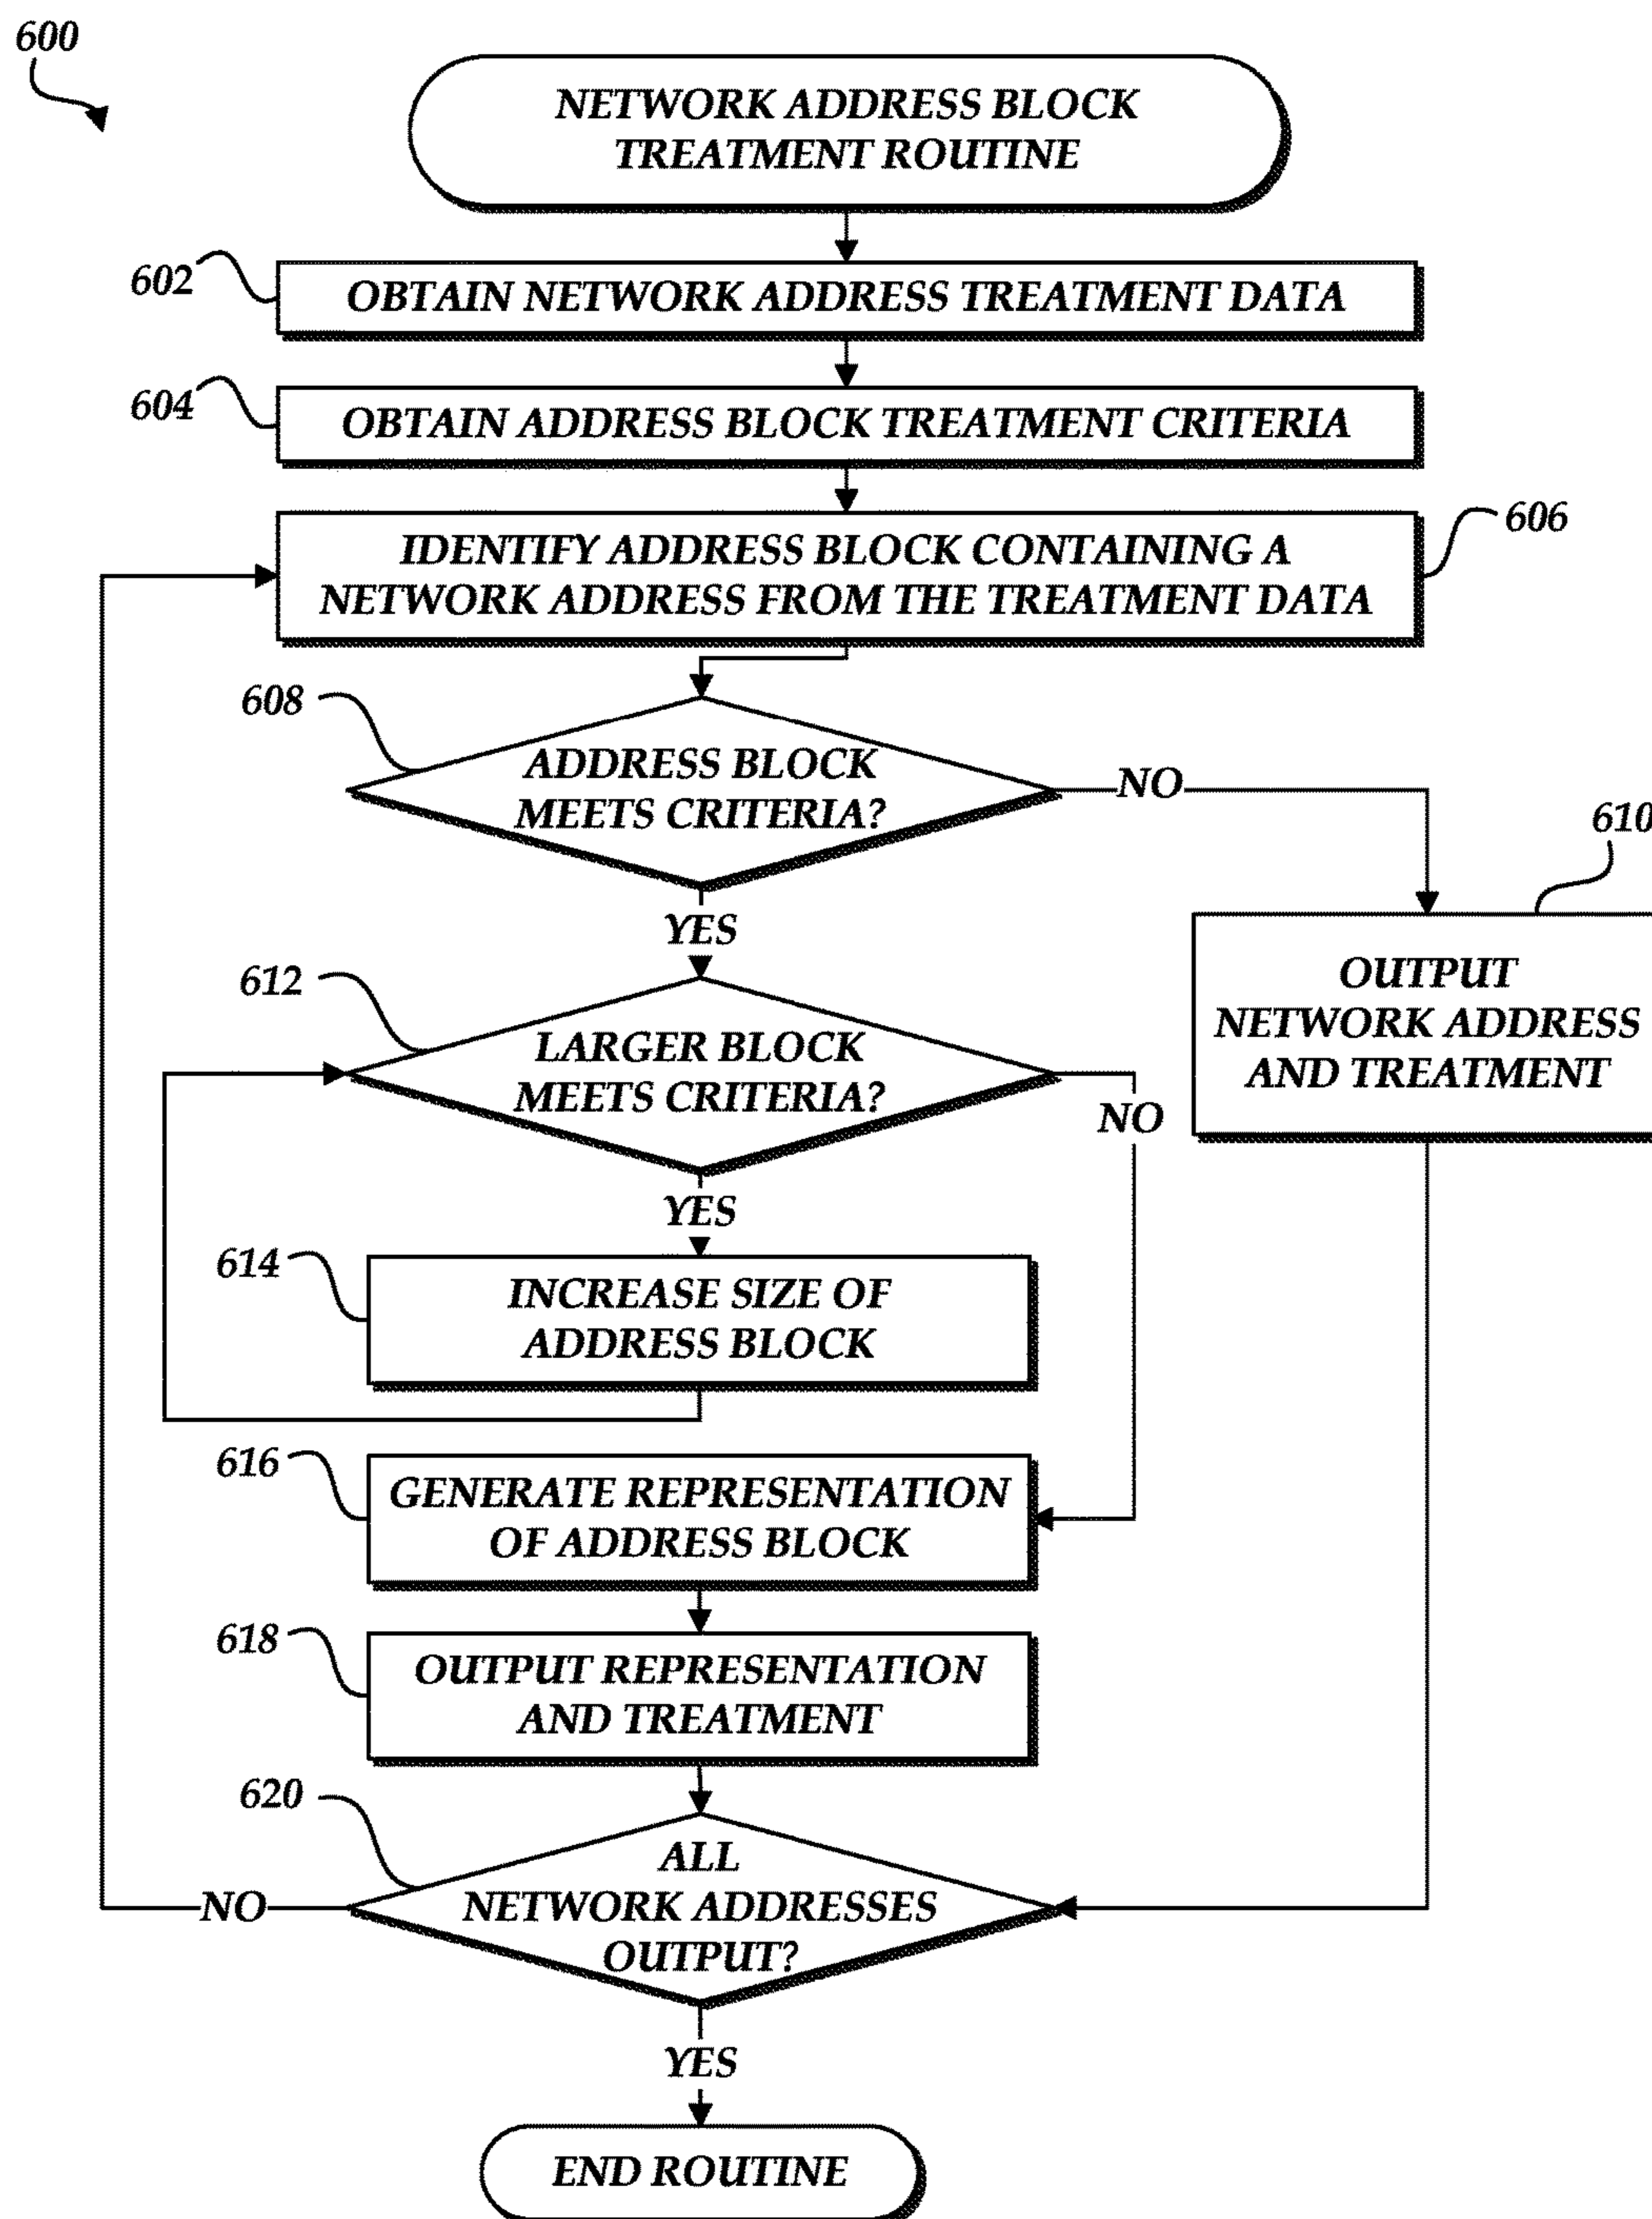 600
NETWORK ADDRESS BLOCK
TREATMENT ROUTINE
602
OBTAIN NETWORK ADDRESS TREATMENT DATA
604
OBTAIN ADDRESS BLOCK TREATMENT CRITERIA
606
IDENTIFY ADDRESS BLOCK CONTAINING A
NETWORK ADDRESS FROM THE TREATMENT DATA
608
ADDRESS BLOCK
MEETS CRITERIA?
NO
610
OUTPUT
NETWORK ADDRESS
AND TREATMENT
YES
612
LARGER BLOCK
MEETS CRITERIA?
NO
YES
614
INCREASE SIZE OF
ADDRESS BLOCK
616
GENERATE REPRESENTATION
OF ADDRESS BLOCK
618
OUTPUT REPRESENTATION
AND TREATMENT
620
ALL
NETWORK ADDRESSES
OUTPUT?
NO
YES
END ROUTINE